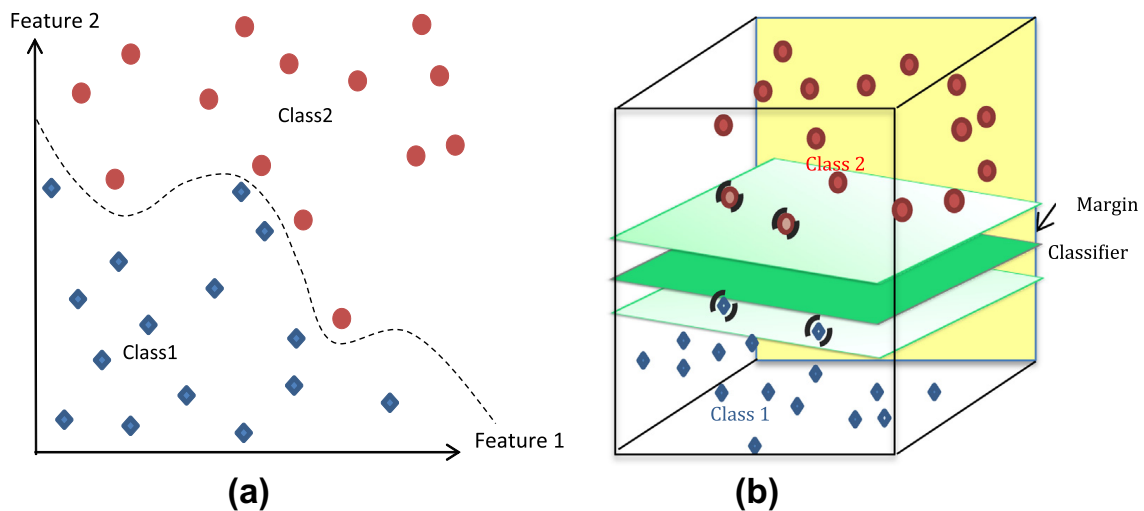 Feature 2
Class2
Class1
Feature 1
(a)
Class 2
Margin
Classifier
Class 1
(b)